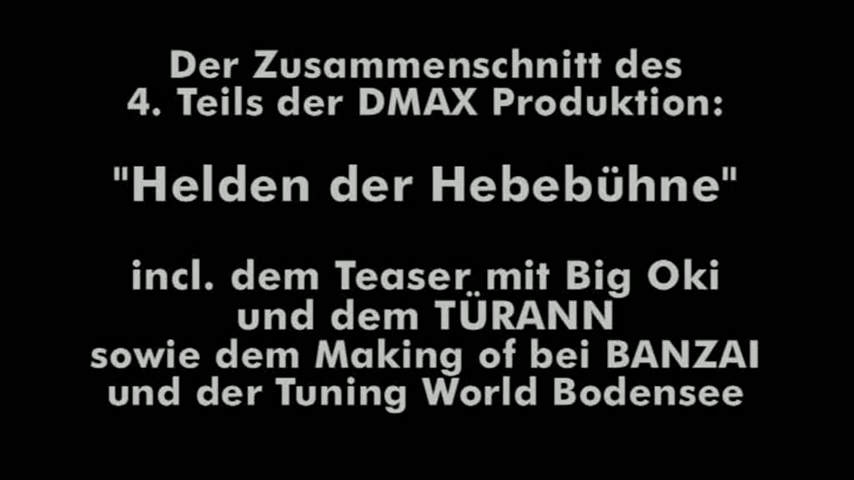 Der Zusammenschnitt des
4. Teils der DMAX Produktion:
"Helden der Hebebühne"
incl. dem Teaser mit Big Oki
und dem TÜRANN
sowie dem Making of bei BANZAI
und der Tuning World Bodensee